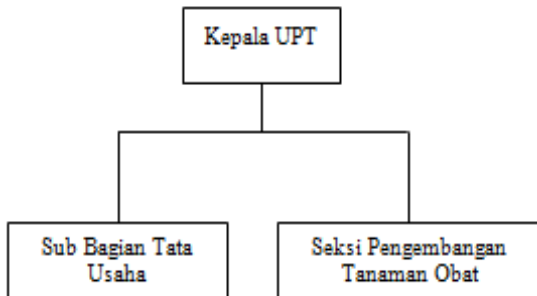 Kepala UPT
Sub Bagian Tata
Usaha
Seksi Pengembangan
Tanaman Obat